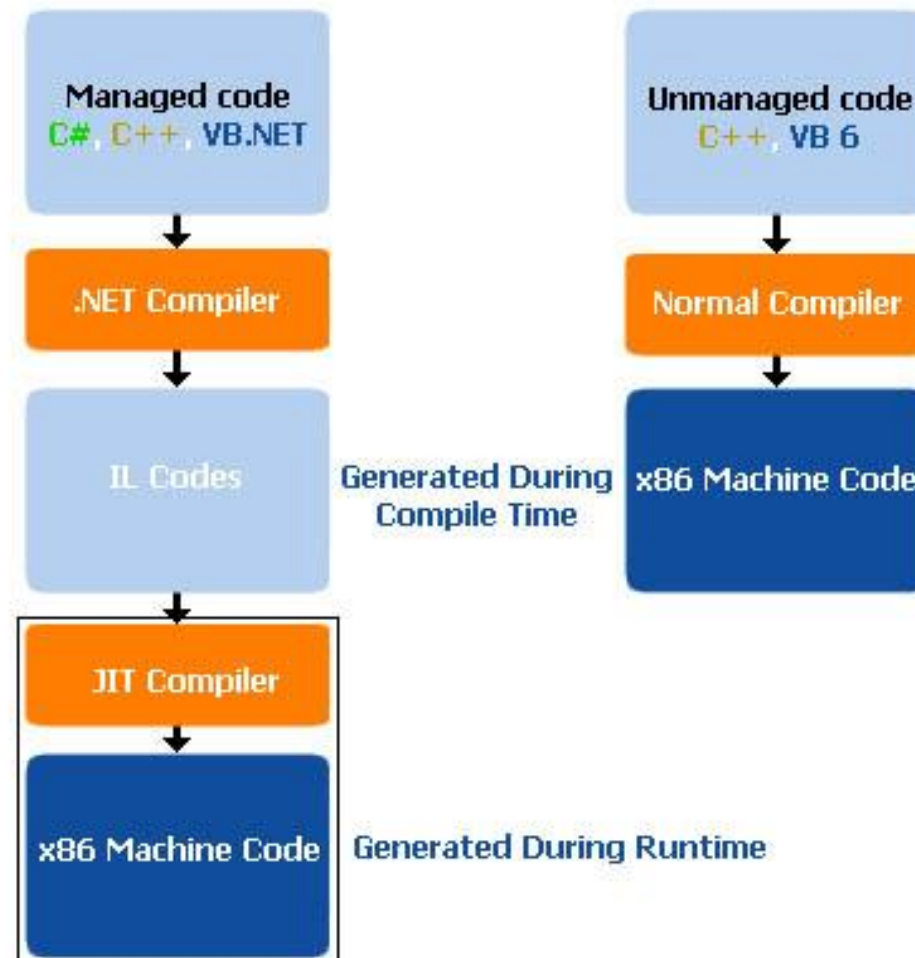 Managed code
C#, C++, VB.NET
.NET Compiler
IL Codes
JIT Compiler
x86 Machine Code
Generated During
Compile Time
Generated During Runtime
Unmanaged code
C++, VB 6
Normal Compiler
x86 Machine Code